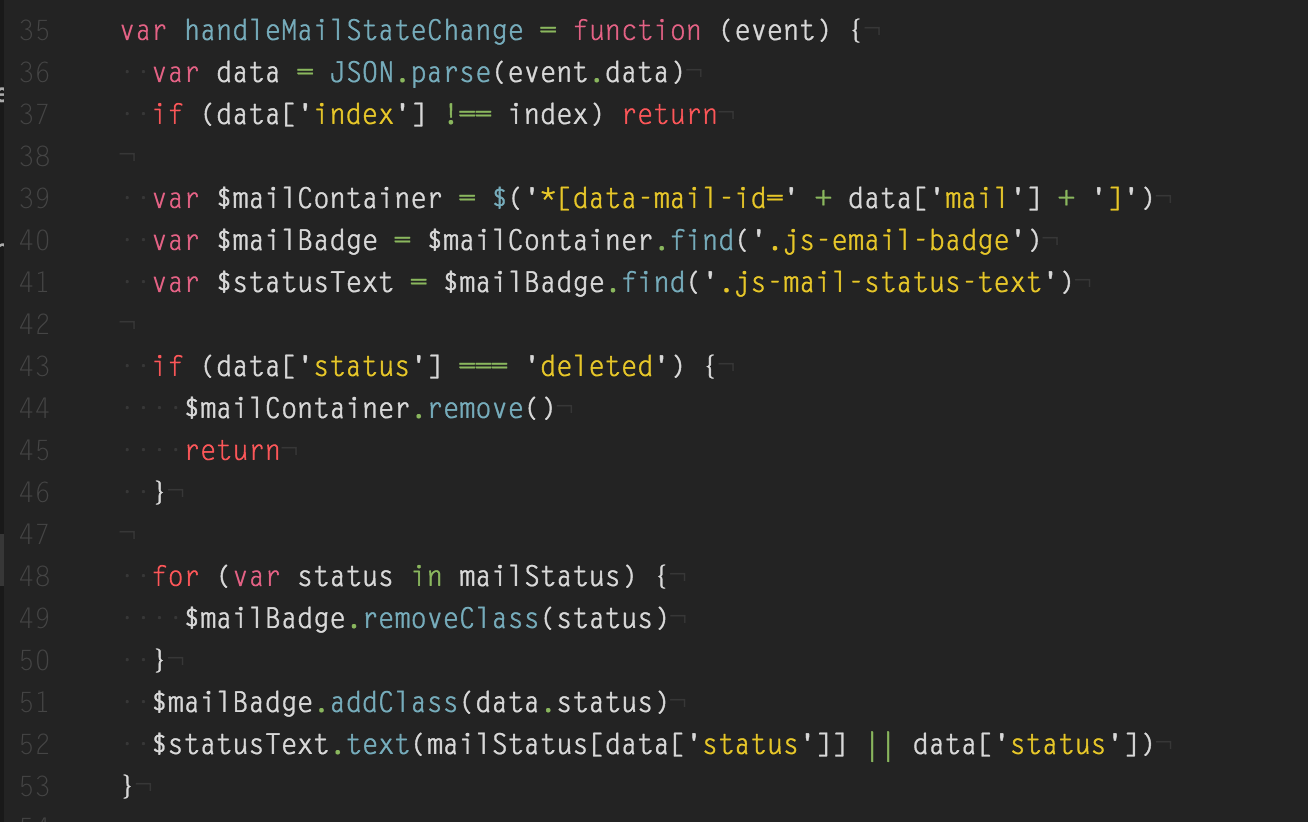 35 var handleMailStateChange = function (event) {¬
36 ··var data = JSON.parse(event.data)¬
37 ··if (data['index'] !== index) return¬
38 ¬
39 ··var $mailContainer = $('*[data-mail-id=' + data['mail'] + ']')¬
40 ··var $mailBadge = $mailContainer.find('.js-email-badge')¬
41 ··var $statusText = $mailBadge.find('.js-mail-status-text')¬
42 ¬
43 ··if (data['status'] === 'deleted') {¬
44 ····$mailContainer.remove()¬
45 ····return¬
46 ··}¬
47 ¬
48 ··for (var status in mailStatus) {¬
49 ····$mailBadge.removeClass(status)¬
50 ··}¬
51 ··$mailBadge.addClass(data.status)¬
52 ··$statusText.text(mailStatus[data['status']] || data['status'])¬
53 }¬